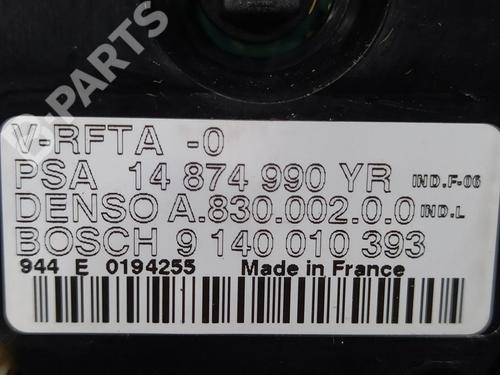 B-PARTS
V-RFTA -0
PSA 14 874 990 YR IND.F-06
DENSO A.830.002.0.0 IND.L
BOSCH 9 140 010 393
944 E 0194255 Made in France